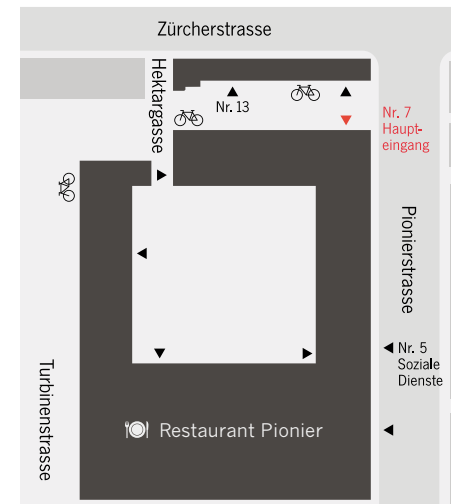 Zürcherstrasse
Hektargasse
Nr. 13
Nr. 7
Haupt-
eingang
Pionierstrasse
Nr. 5
Soziale
Dienste
Turbinenstrasse
Restaurant Pionier